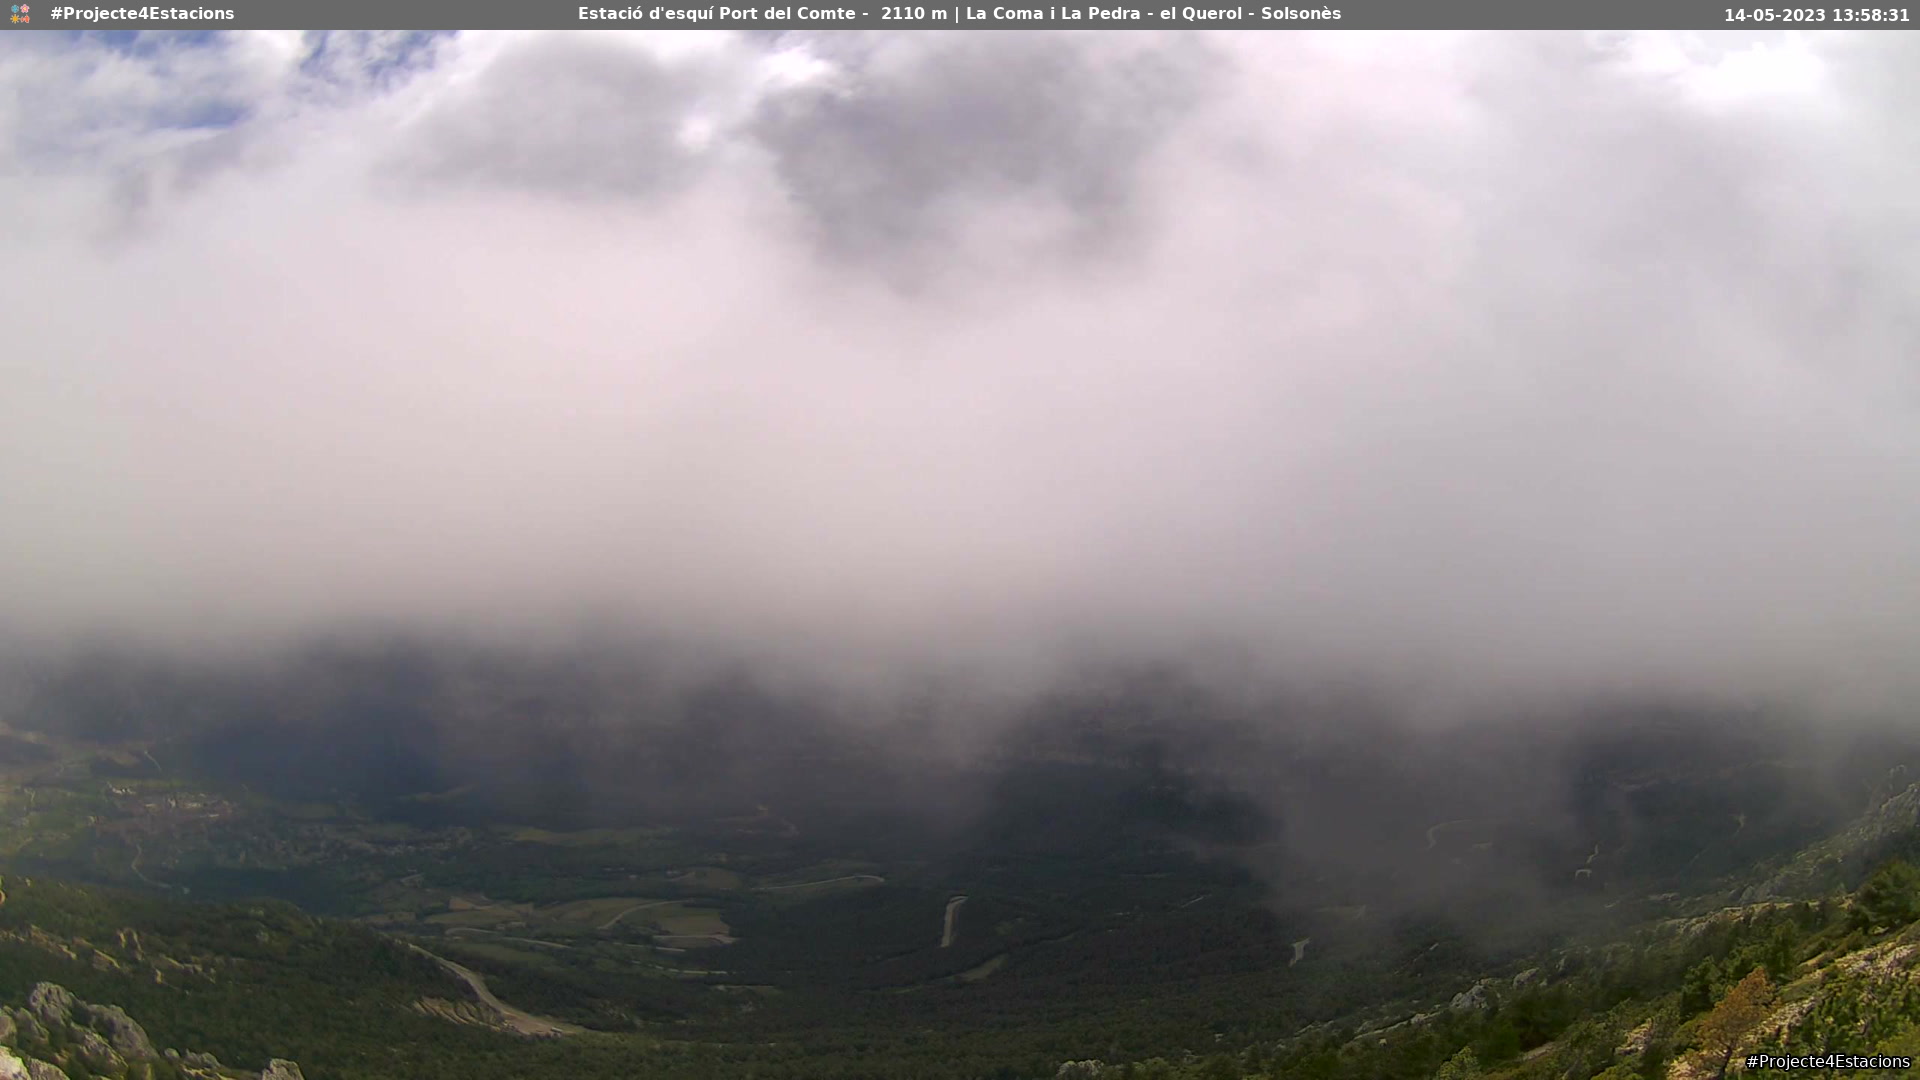 #Projecte4Estacions
Estació d'esquí Port del Comte -  2110 m | La Coma i La Pedra - el Querol - Solsonès
14-05-2023 13:58:31
#Projecte4Estacions